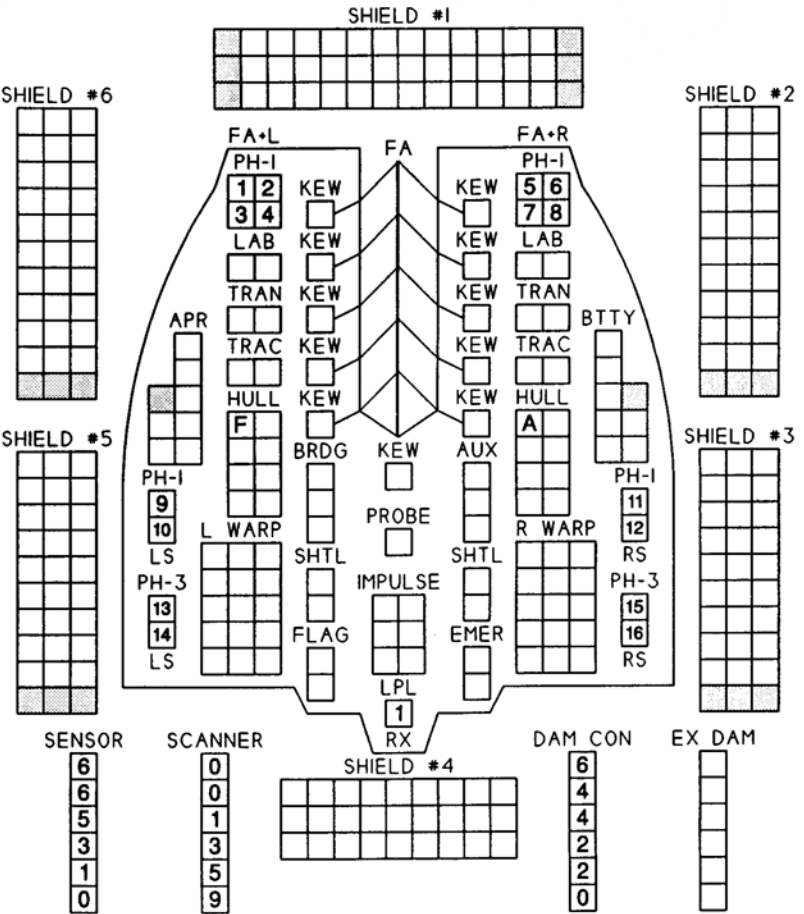 SHIELD #1
SHIELD #6
SHIELD #2
FA+L
FA
FA+R
PH-1
PH-1
1 2
KEW
KEW
5 6
3 4
7 8
LAB
KEW
KEW
LAB
TRAN
KEW
KEW
TRAN
APR
BTTY
TRAC
KEW
KEW
TRAC
HULL
KEW
KEW
HULL
F
A
SHIELD #5
BRDG
KEW
AUX
SHIELD #3
PH-1
PH-1
9
11
10
L WARP
PROBE
R WARP
12
LS
SHTL
SHTL
RS
PH-3
IMPULSE
PH-3
13
15
14
FLAG
EMER
16
LS
RS
LPL
1
RX
SENSOR
SCANNER
DAM CON
EX DAM
SHIELD #4
6
0
6
6
0
4
5
1
4
3
3
2
1
5
2
0
9
0